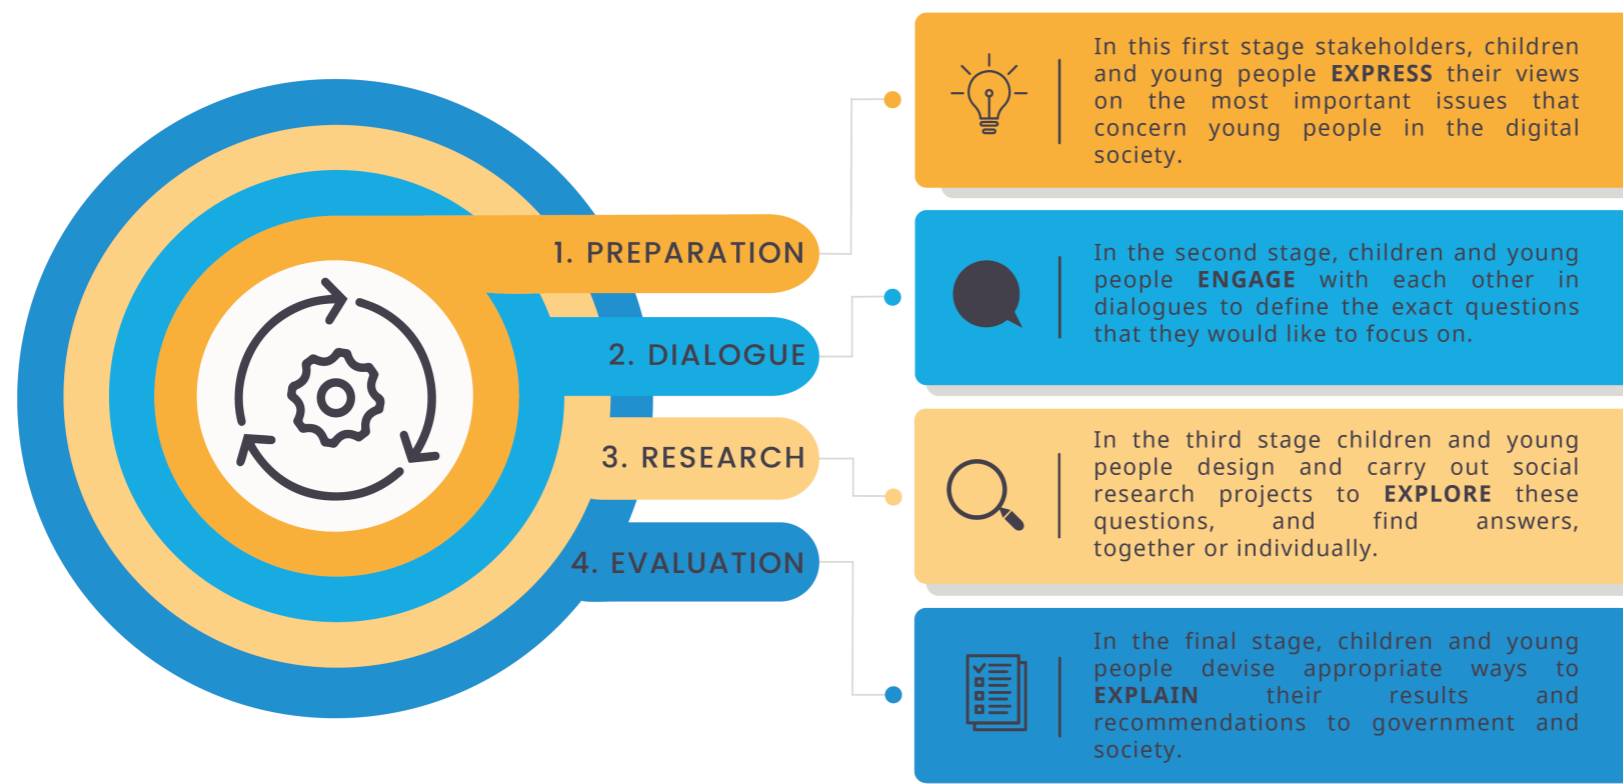 1. PREPARATION
In this first stage stakeholders, children
and young people EXPRESS their views
on the most important issues that
concern young people in the digital
society.
2. DIALOGUE
In the second stage, children and young
people ENGAGE with each other in
dialogues to define the exact questions
that they would like to focus on.
3. RESEARCH
In the third stage children and young
people design and carry out social
research projects to EXPLORE these
questions, and find answers,
together or individually.
4. EVALUATION
In the final stage, children and young
people devise appropriate ways to
EXPLAIN their results and
recommendations to government and
society.